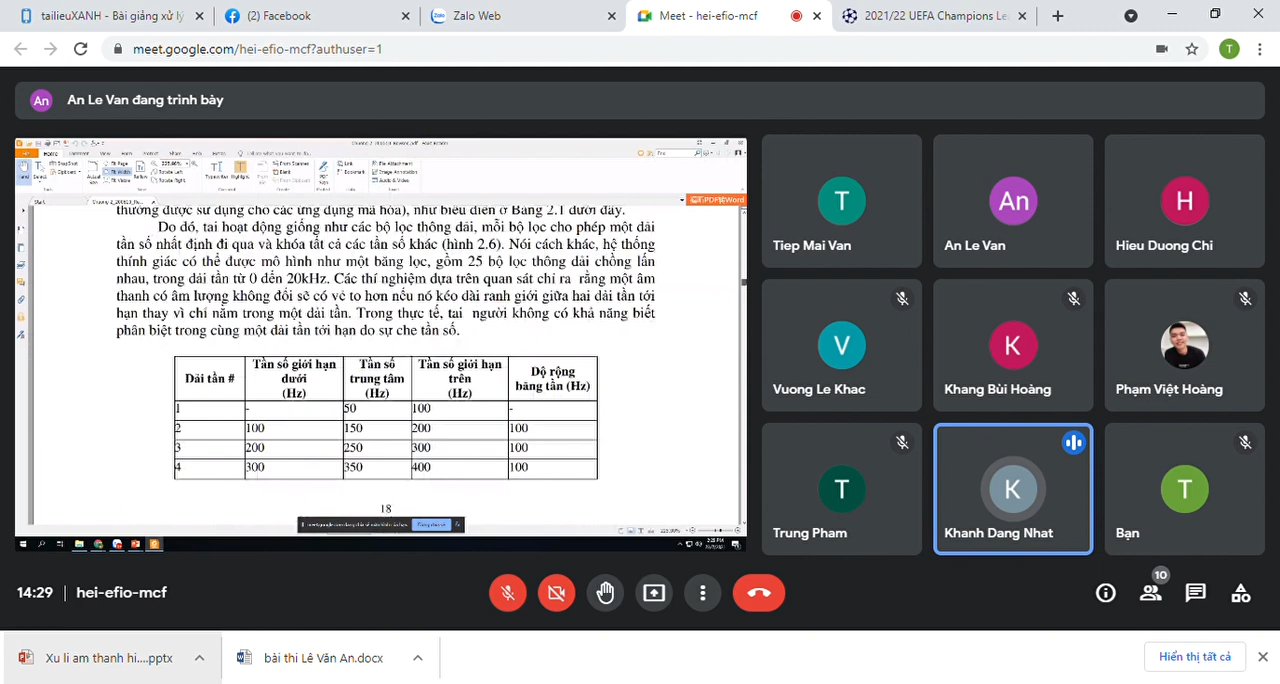 tailieuXANH - Bài giảng xử lý
(2) Facebook
Zalo Web
Meet - hei-efio-mcf
2021/22 UEFA Champions Le
meet.google.com/hei-efio-mcf?authuser=1
T
An
An Le Van đang trình bày
thường được sử dụng cho các ứng dụng mã hóa), như biểu diễn ở Bảng 2.1 dưới đây.
Do đó, tai hoạt động giống như các bộ lọc thông dải, mỗi bộ lọc cho phép một dải
tần số nhất định đi qua và khóa tất cả các tần số khác (hình 2.6). Nói cách khác, hệ thống
thính giác có thể được mô hình như một băng lọc, gồm 25 bộ lọc thông dải chồng lấn
nhau, trong dải tần từ 0 đến 20kHz. Các thí nghiệm dựa trên quan sát chỉ ra rằng một âm
thanh có âm lượng không đổi sẽ có vẻ to hơn nếu nó kéo dài ranh giới giữa hai dải tần tới
hạn thay vì chỉ nằm trong một dải tần. Trong thực tế, tai người không có khả năng biết
phân biệt trong cùng một dải tần tới hạn do sự che tần số.
Dải tần # Tần số giới hạn dưới (Hz) Tần số trung tâm (Hz) Tần số giới hạn trên (Hz) Độ rộng băng tần (Hz)
1 - 50 100 -
2 100 150 200 100
3 200 250 300 100
4 300 350 400 100
18
T
Tiep Mai Van
An
An Le Van
H
Hieu Duong Chi
V
Vuong Le Khac
K
Khang Bùi Hoàng
Phạm Việt Hoàng
T
Trung Pham
K
Khanh Dang Nhat
T
Bạn
14:29 | hei-efio-mcf
10
Xu li am thanh hi....pptx
bài thi Lê Văn An.docx
Hiển thị tất cả